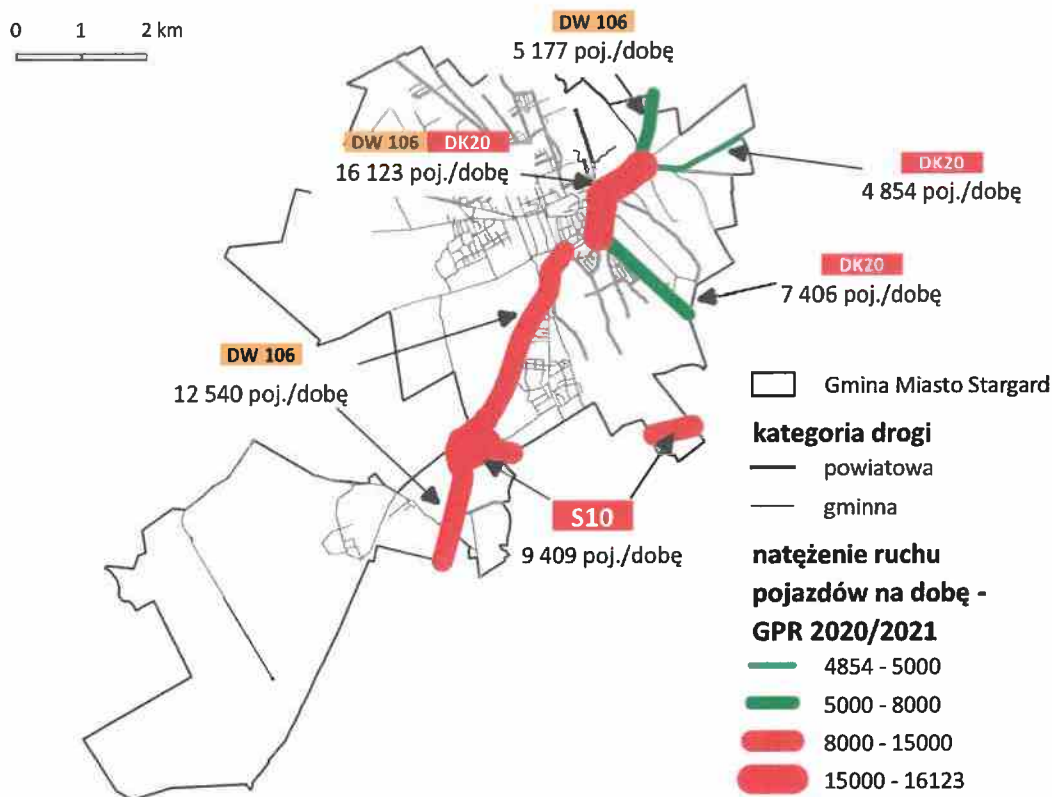 0 1 2 km
DW 106
5 177 poj./dobę
DW 106 DK20
16 123 poj./dobę
DK20
4 854 poj./dobę
DK20
7 406 poj./dobę
DW 106
12 540 poj./dobę
S10
9 409 poj./dobę
Gmina Miasto Stargard
kategoria drogi
powiatowa
gminna
natężenie ruchu
pojazdów na dobę -
GPR 2020/2021
4854 - 5000
5000 - 8000
8000 - 15000
15000 - 16123